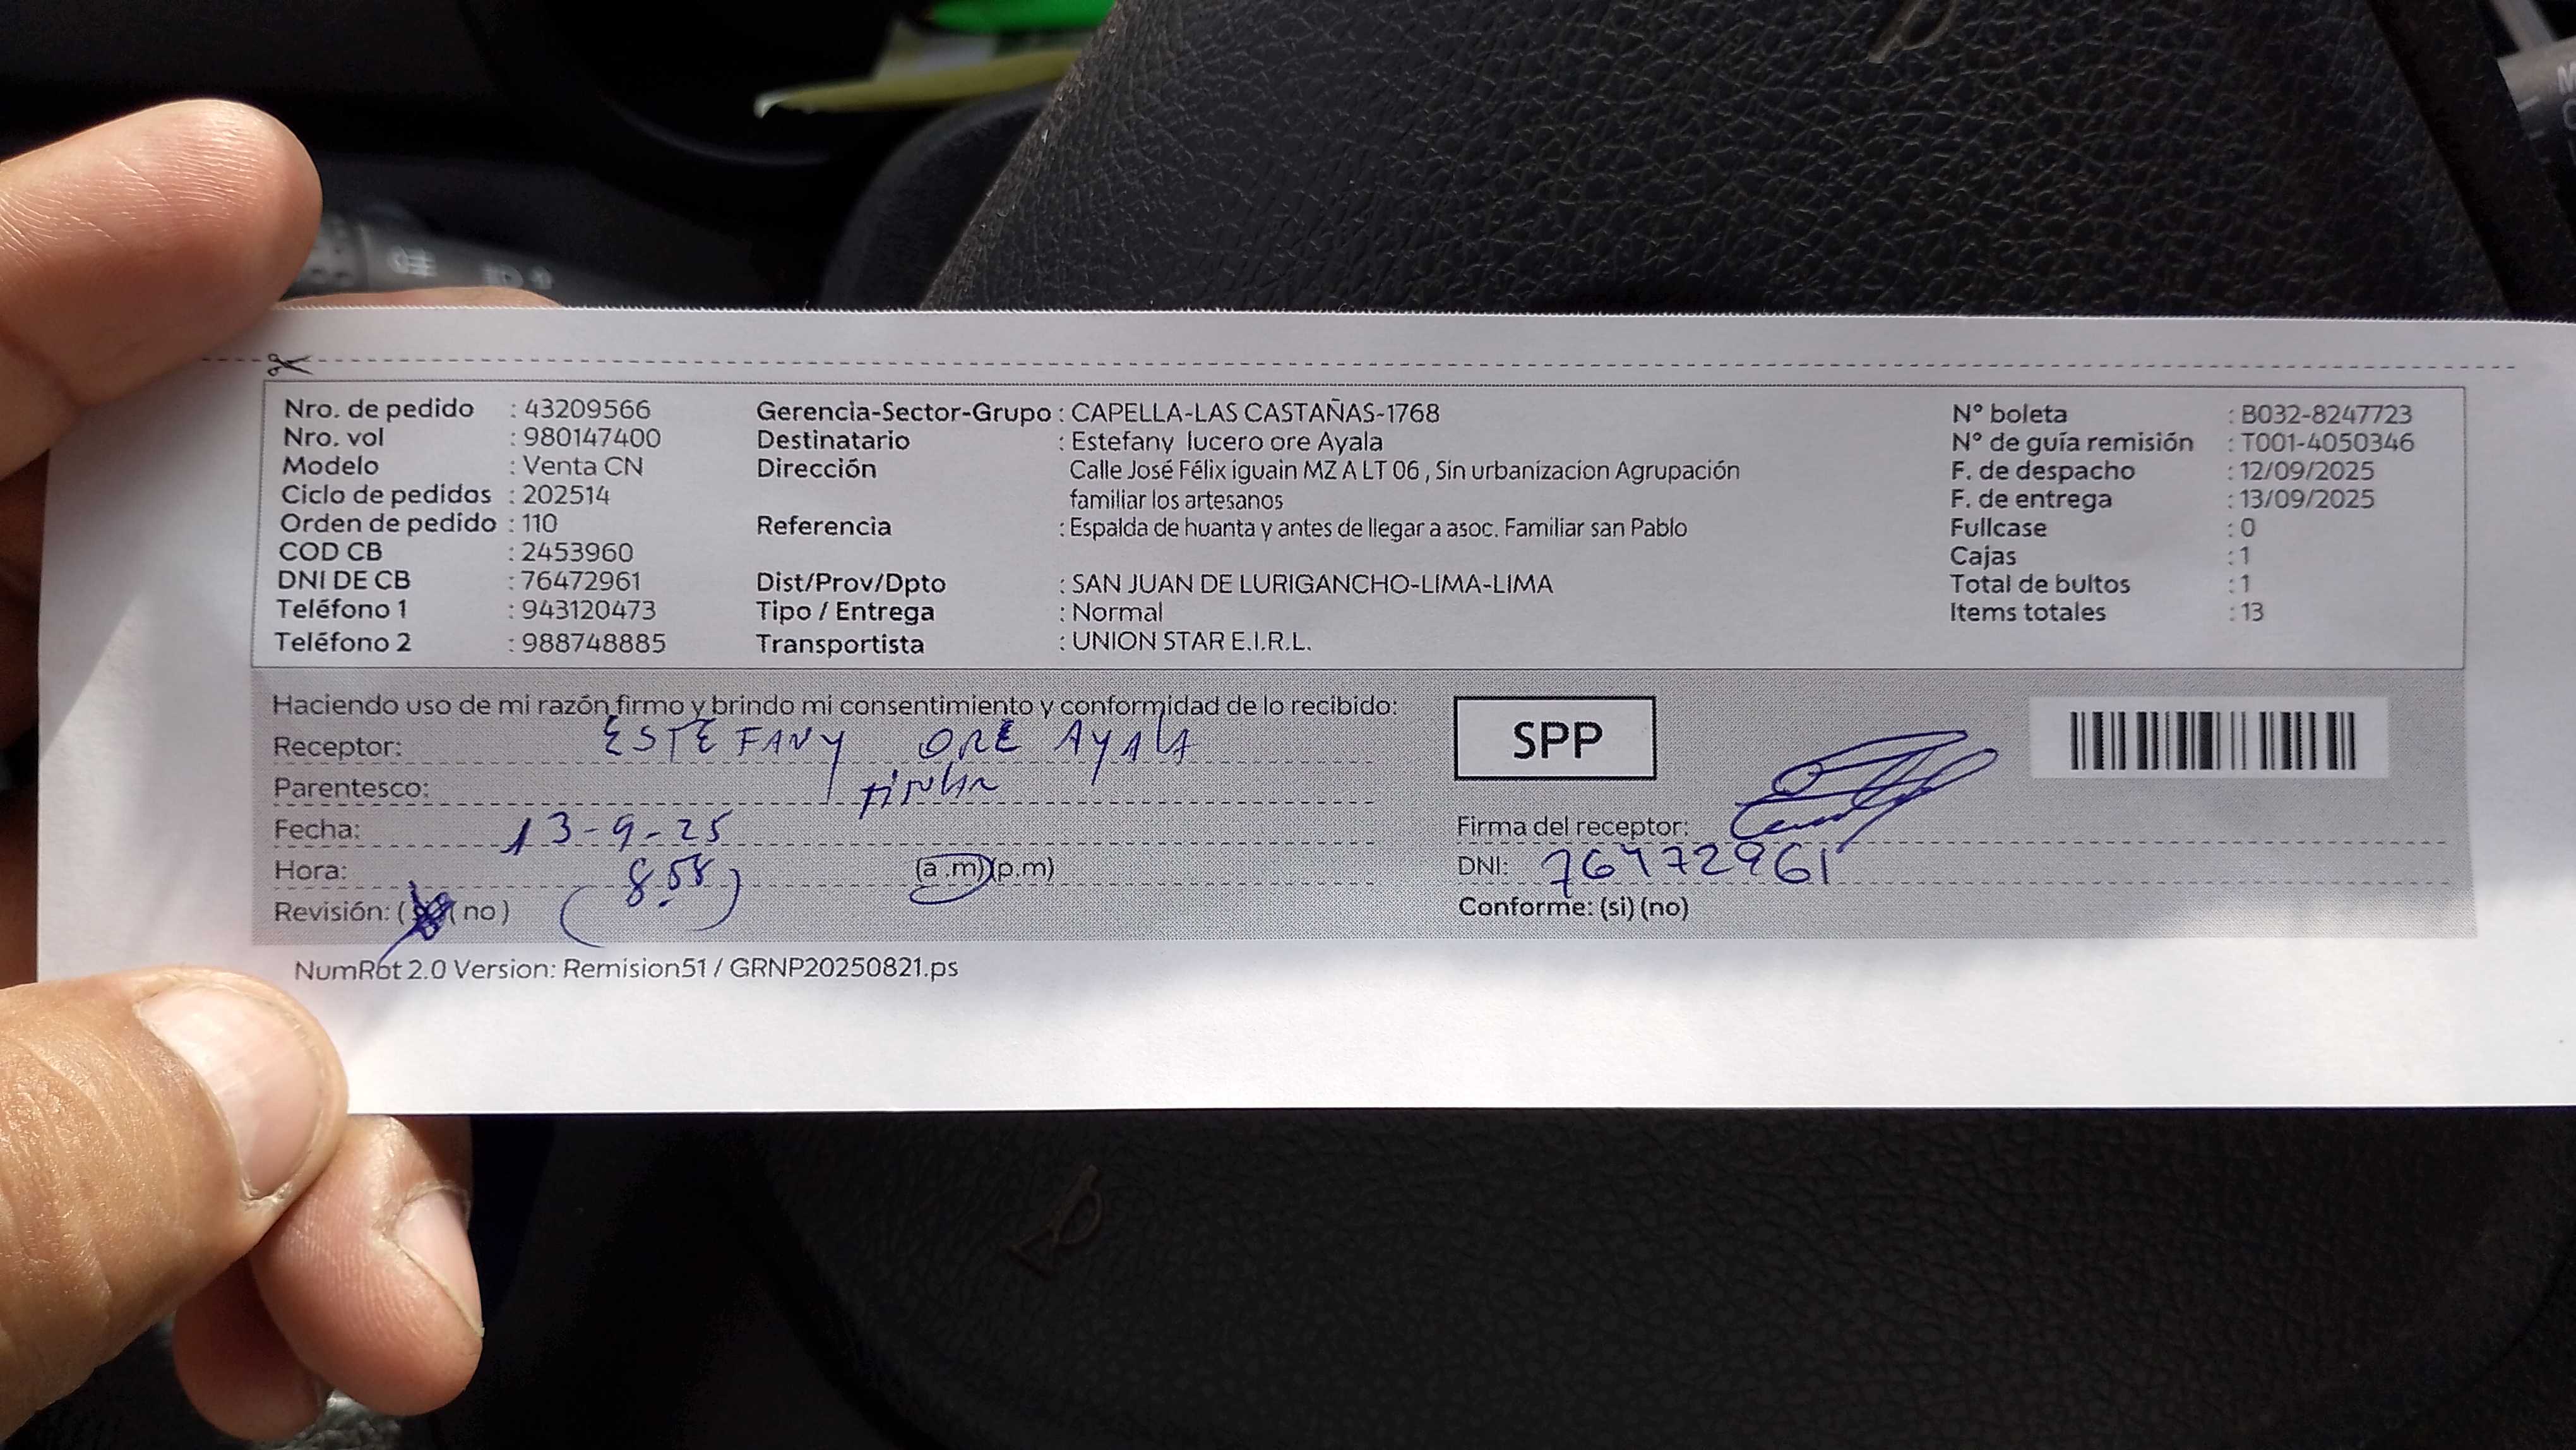 Nro. de pedido : 43209566
Nro. vol : 980147400
Modelo : Venta CN
Ciclo de pedidos : 202514
Orden de pedido : 110
COD CB : 2453960
DNI DE CB : 76472961
Teléfono 1 : 943120473
Teléfono 2 : 988748885
Gerencia-Sector-Grupo : CAPELLA-LAS CASTAÑAS-1768
Destinatario : Estefany lucero ore Ayala
Dirección Calle José Félix iguain MZ A LT 06 , Sin urbanizacion Agrupación
familiar los artesanos
Referencia : Espalda de huanta y antes de llegar a asoc. Familiar san Pablo
Dist/Prov/Dpto : SAN JUAN DE LURIGANCHO-LIMA-LIMA
Tipo / Entrega : Normal
Transportista : UNION STAR E.I.R.L.
N° boleta : B032-8247723
N° de guía remisión : T001-4050346
F. de despacho : 12/09/2025
F. de entrega : 13/09/2025
Fullcase : 0
Cajas : 1
Total de bultos : 1
Items totales : 13
Haciendo uso de mi razón firmo y brindo mi consentimiento y conformidad de lo recibido:
Receptor: ESTEFANY ORE AYALA
Parentesco: titular
Fecha: 13-9-25
Hora: 8.58 (a.m)(p.m)
Revisión: ( (no)
SPP
Firma del receptor:
DNI: 76472961
Conforme: (si) (no)
NumRot 2.0 Version: Remision51 / GRNP20250821.ps